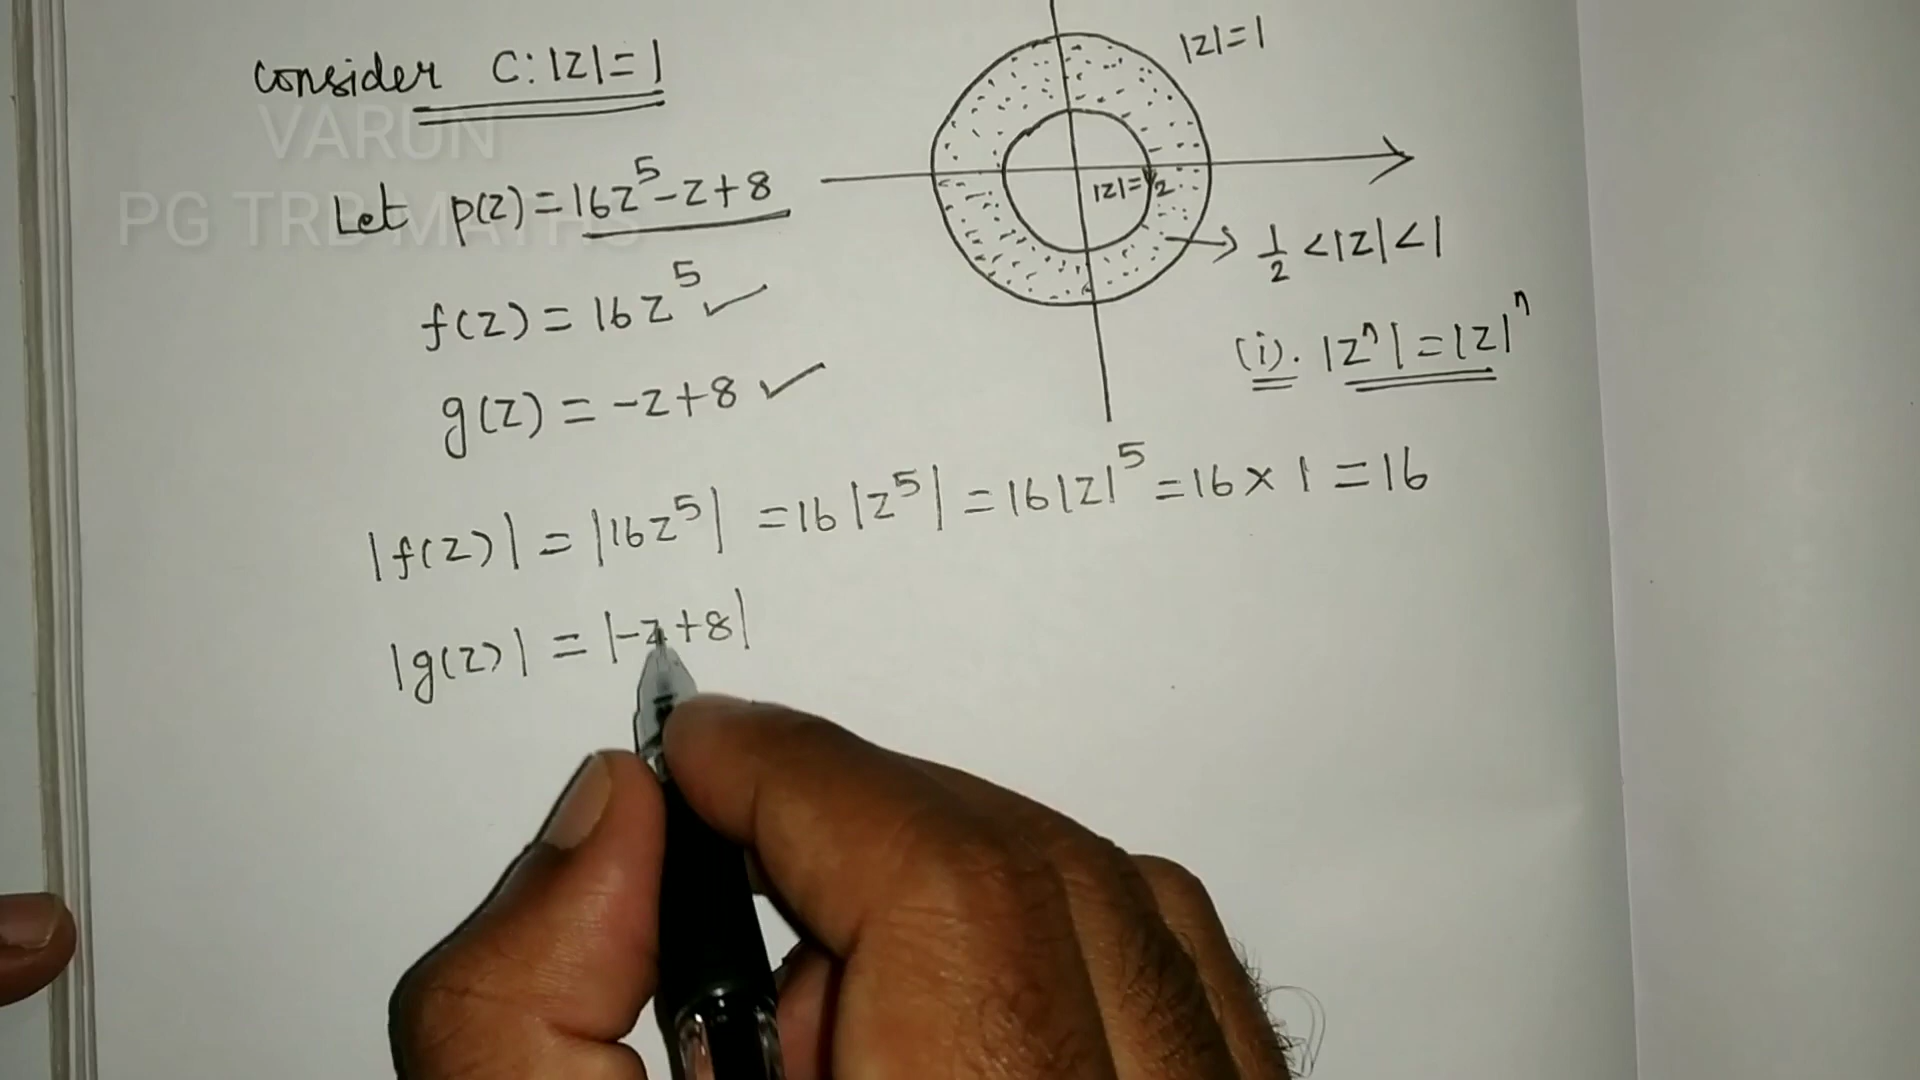 consider C: |z| = 1
VARUN
PG TRB MATHS
Let p(z) = 16z⁵ - z + 8
f(z) = 16z⁵ ✓
g(z) = -z + 8 ✓
|z| = 1
|z| = 1/2
1/2 < |z| < 1
(i). |zⁿ| = |z|ⁿ
|f(z)| = |16z⁵| = 16|z⁵| = 16|z|⁵ = 16 × 1 = 16
|g(z)| = |-z + 8|